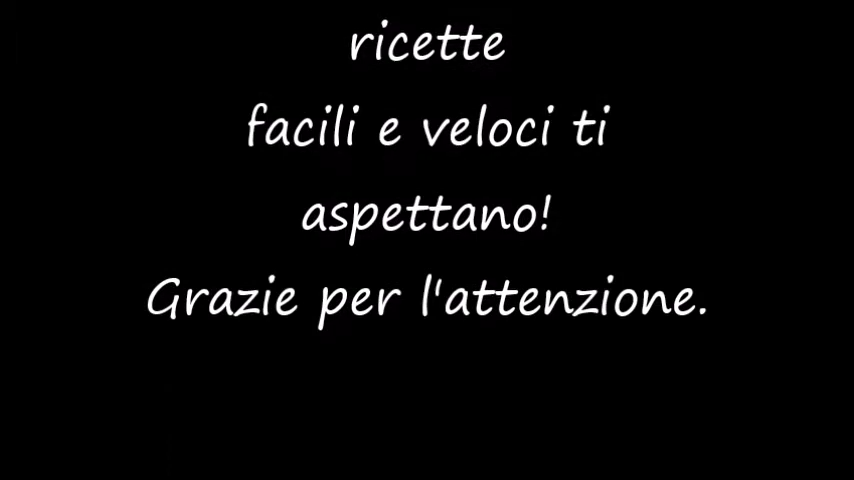 ricette
facili e veloci ti
aspettano!
Grazie per l'attenzione.